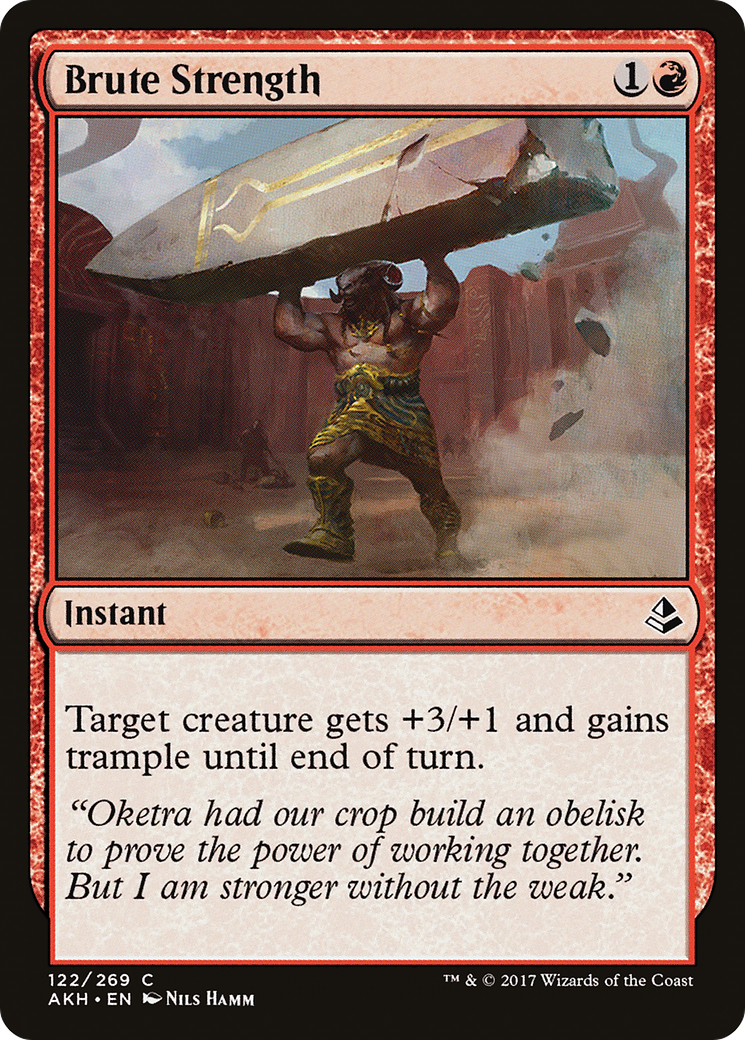 Brute Strength
1
Instant
Target creature gets +3/+1 and gains
trample until end of turn.
“Oketra had our crop build an obelisk
to prove the power of working together.
But I am stronger without the weak.”
122/269 C
™ & © 2017 Wizards of the Coast
AKH • EN Nils Hamm